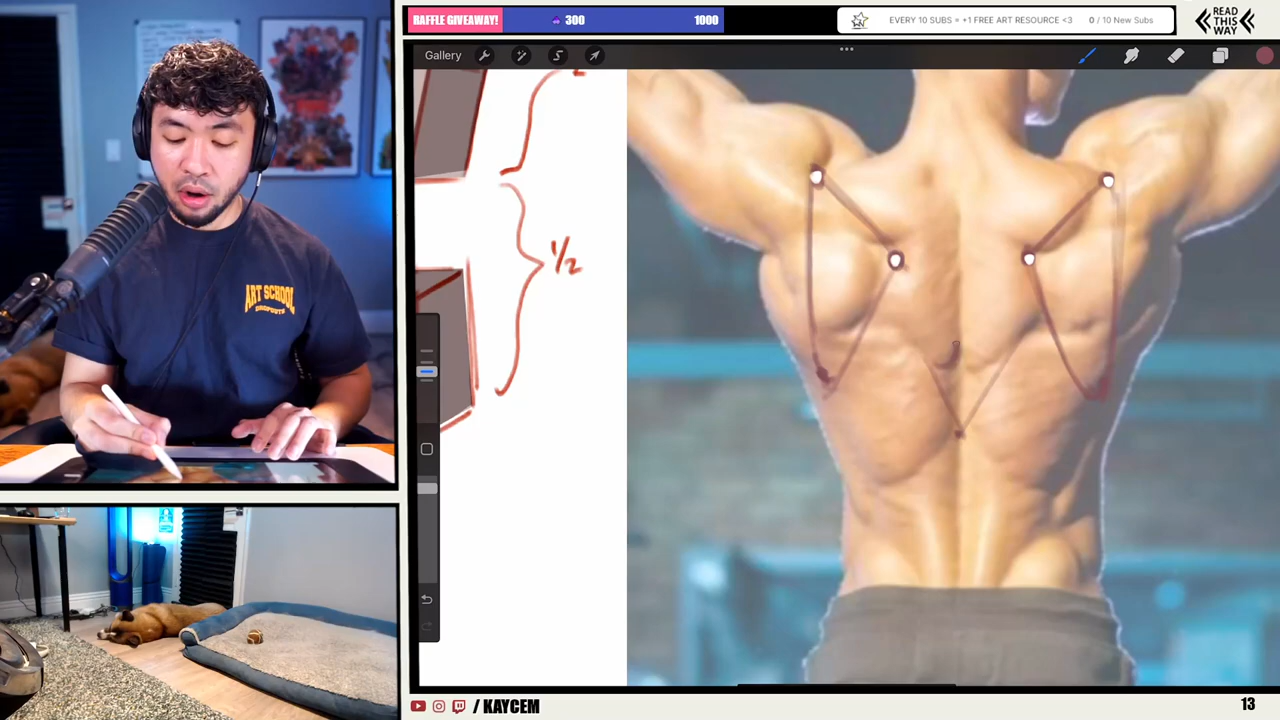 RAFFLE GIVEAWAY! 300 1000
EVERY 10 SUBS = +1 FREE ART RESOURCE <3 0 / 10 New Subs
READ
THIS
WAY
Gallery
1/2
ART SCHOOL
DROPOUTS
/ KAYCEM
13